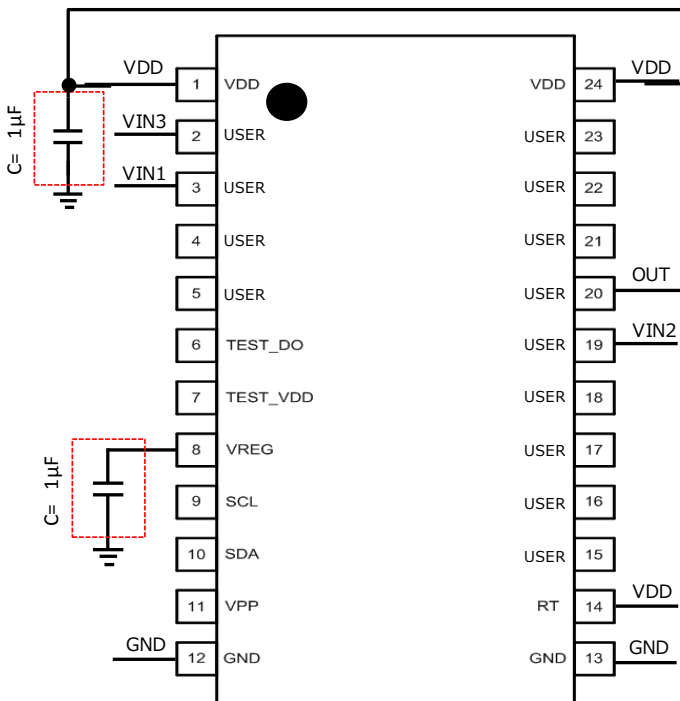 VDD 1 VDD VDD 24 VDD
C= 1µF
VIN3 2 USER USER 23
VIN1 3 USER USER 22
4 USER USER 21
5 USER USER 20 OUT
6 TEST_DO USER 19 VIN2
7 TEST_VDD USER 18
8 VREG USER 17
C= 1µF
9 SCL USER 16
10 SDA USER 15
11 VPP RT 14 VDD
GND 12 GND GND 13 GND